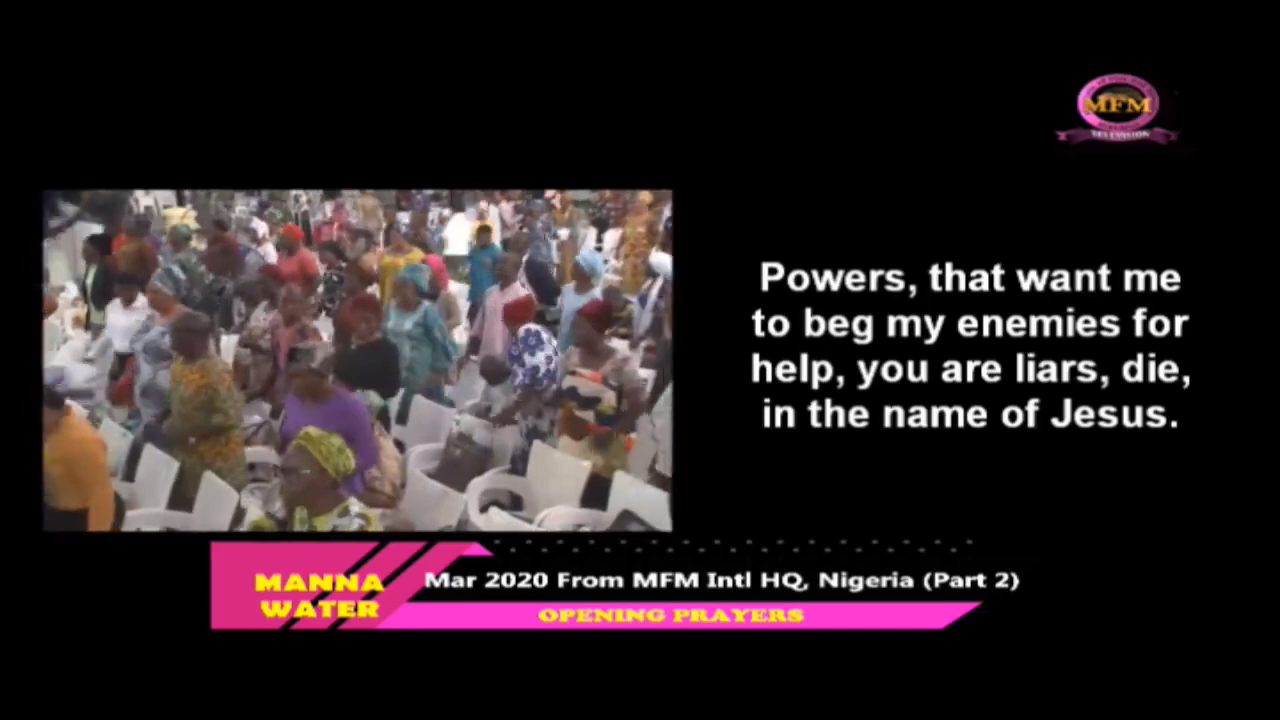 MFM
TELEVISION
Powers, that want me
to beg my enemies for
help, you are liars, die,
in the name of Jesus.
MANNA
WATER
Mar 2020 From MFM Intl HQ, Nigeria (Part 2)
OPENING PRAYERS